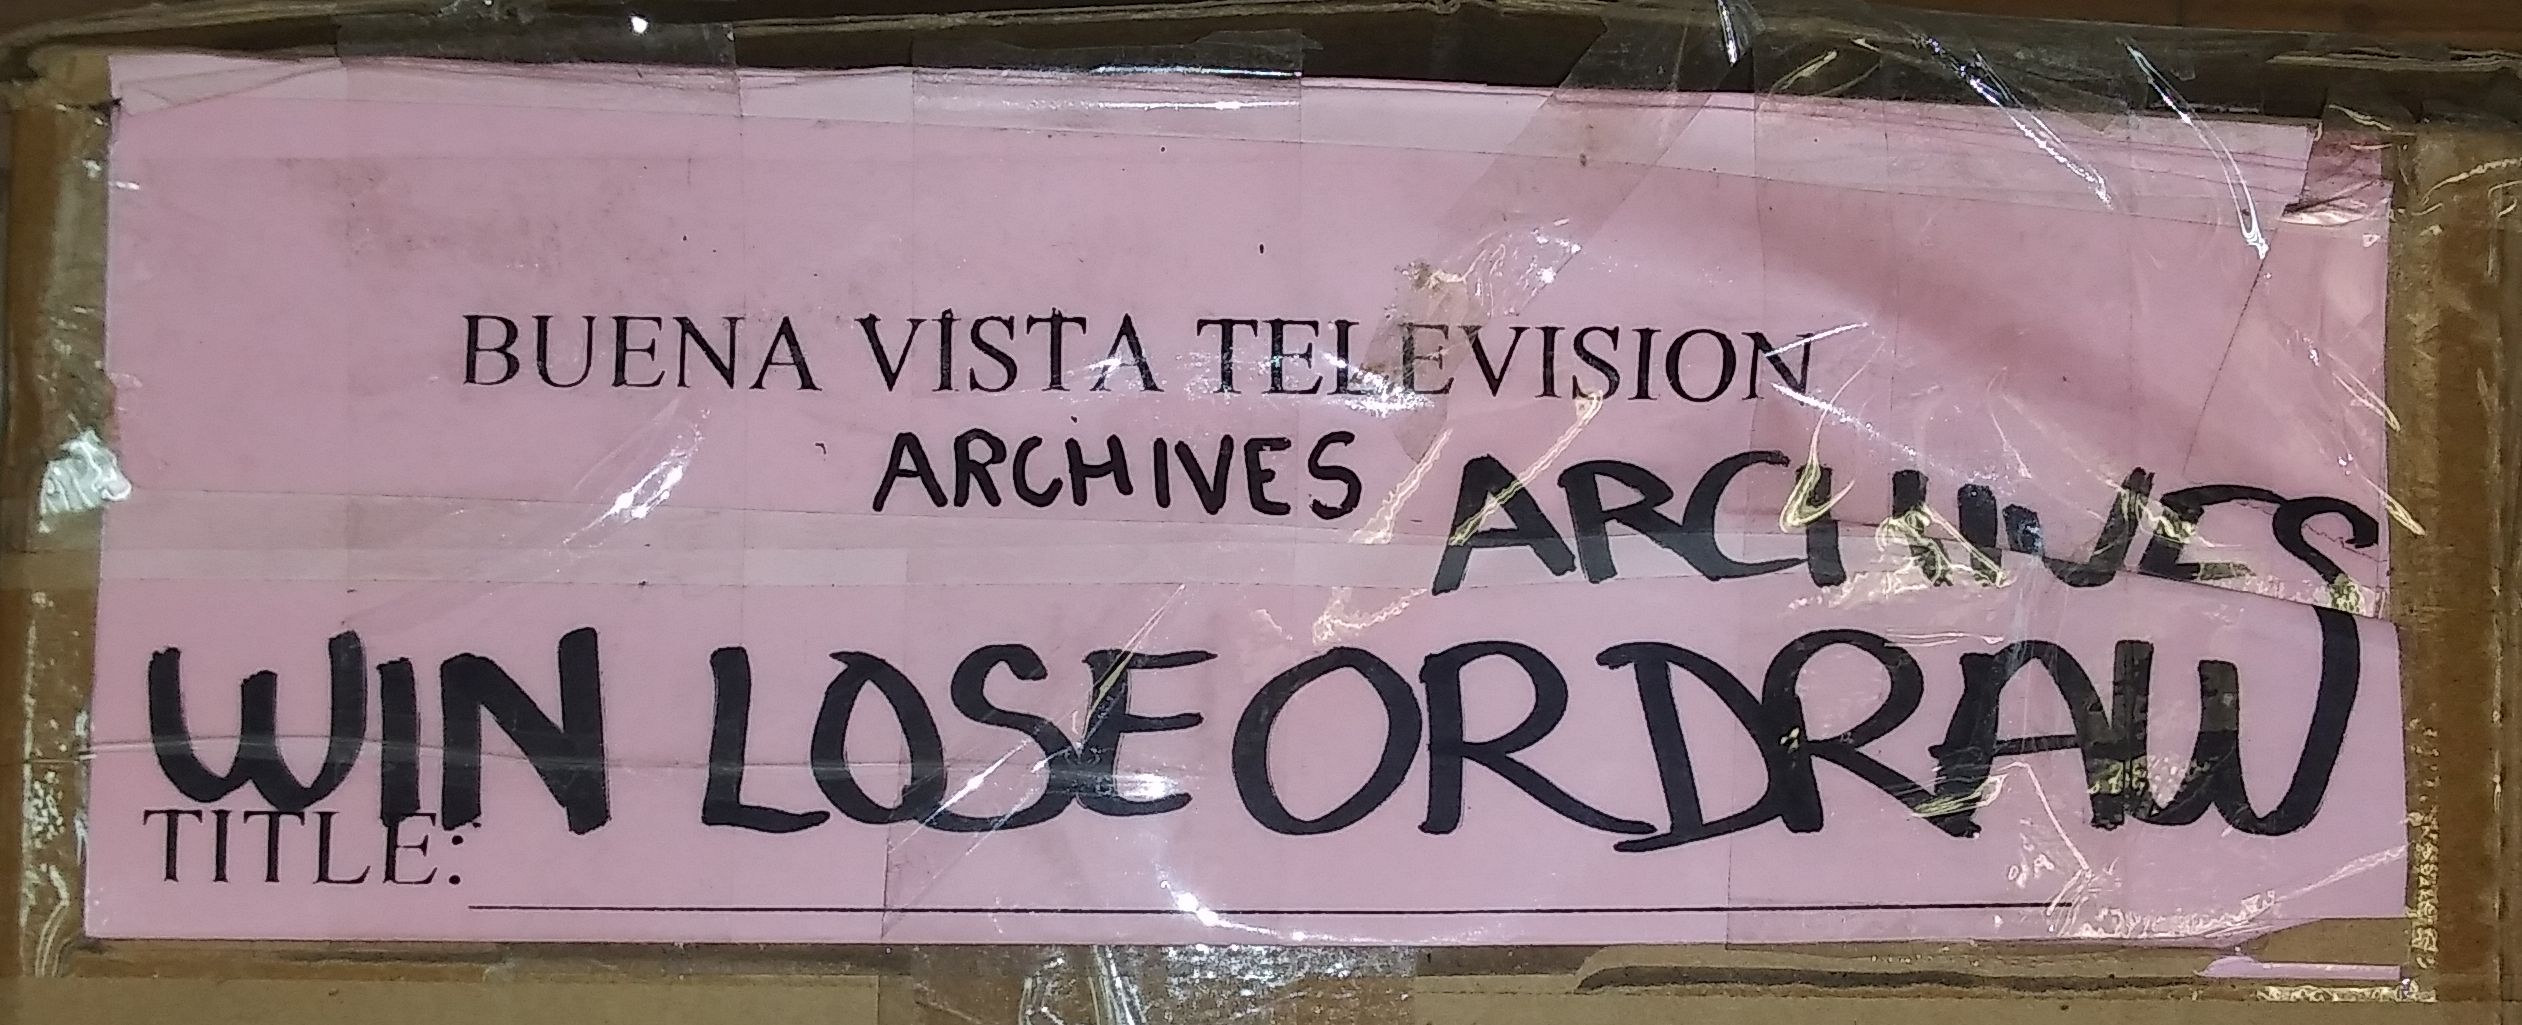 BUENA VISTA TELEVISION
ARCHIVES ARCHIVES
WIN LOSE OR DRAW
TITLE: